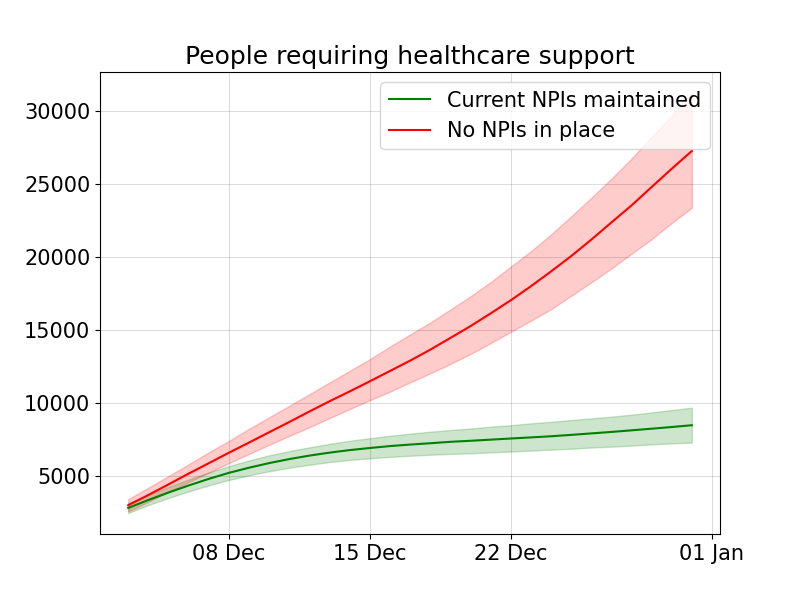 People requiring healthcare support
Current NPIs maintained
No NPIs in place
30000
25000
20000
15000
10000
5000
08 Dec
15 Dec
22 Dec
01 Jan